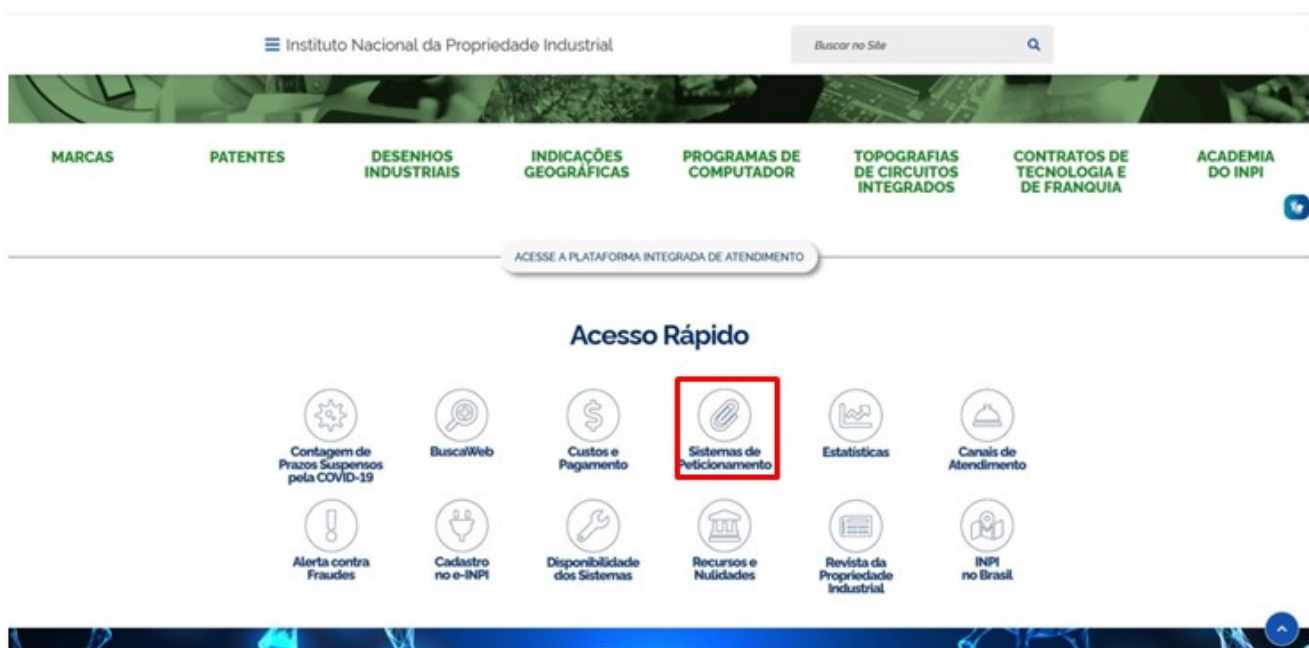 Instituto Nacional da Propriedade Industrial
Buscar no Site
MARCAS
PATENTES
DESENHOS
INDUSTRIAIS
INDICAÇÕES
GEOGRÁFICAS
PROGRAMAS DE
COMPUTADOR
TOPOGRAFIAS
DE CIRCUITOS
INTEGRADOS
CONTRATOS DE
TECNOLOGIA E
DE FRANQUIA
ACADEMIA
DO INPI
ACESSE A PLATAFORMA INTEGRADA DE ATENDIMENTO
Acesso Rápido
Contagem de
Prazos Suspensos
pela COVID-19
BuscaWeb
Custos e
Pagamento
Sistemas de
Peticionamento
Estatísticas
Canais de
Atendimento
Alerta contra
Fraudes
Cadastro
no e-INPI
Disponibilidade
dos Sistemas
Recursos e
Nulidades
Revista da
Propriedade
Industrial
INPI
no Brasil